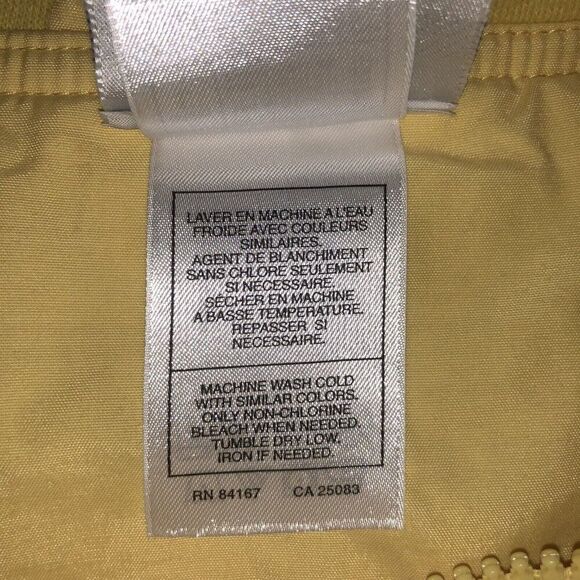 LAVER EN MACHINE A L'EAU
FROIDE AVEC COULEURS
SIMILAIRES.
AGENT DE BLANCHIMENT
SANS CHLORE SEULEMENT
SI NÉCESSAIRE.
SÉCHER EN MACHINE
A BASSE TEMPERATURE.
REPASSER SI
NÉCESSAIRE.
MACHINE WASH COLD
WITH SIMILAR COLORS.
ONLY NON-CHLORINE
BLEACH WHEN NEEDED.
TUMBLE DRY LOW.
IRON IF NEEDED.
RN 84167 CA 25083